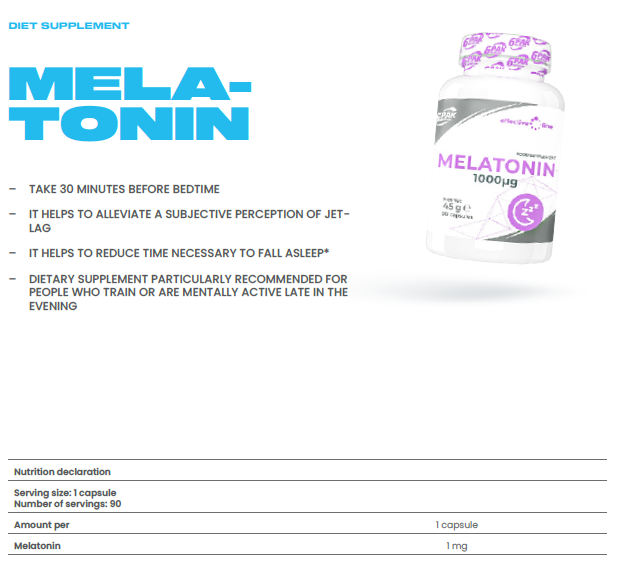 DIET SUPPLEMENT
MELA-
TONIN
– TAKE 30 MINUTES BEFORE BEDTIME
– IT HELPS TO ALLEVIATE A SUBJECTIVE PERCEPTION OF JET-
LAG
– IT HELPS TO REDUCE TIME NECESSARY TO FALL ASLEEP*
– DIETARY SUPPLEMENT PARTICULARLY RECOMMENDED FOR
PEOPLE WHO TRAIN OR ARE MENTALLY ACTIVE LATE IN THE
EVENING
6PAK
effective line
FOOD SUPPLEMENT
MELATONIN
1000µg
Net Wt.
45 g e
90 capsules
zzz
Nutrition declaration
Serving size: 1 capsule
Number of servings: 90
Amount per 1 capsule
Melatonin 1 mg